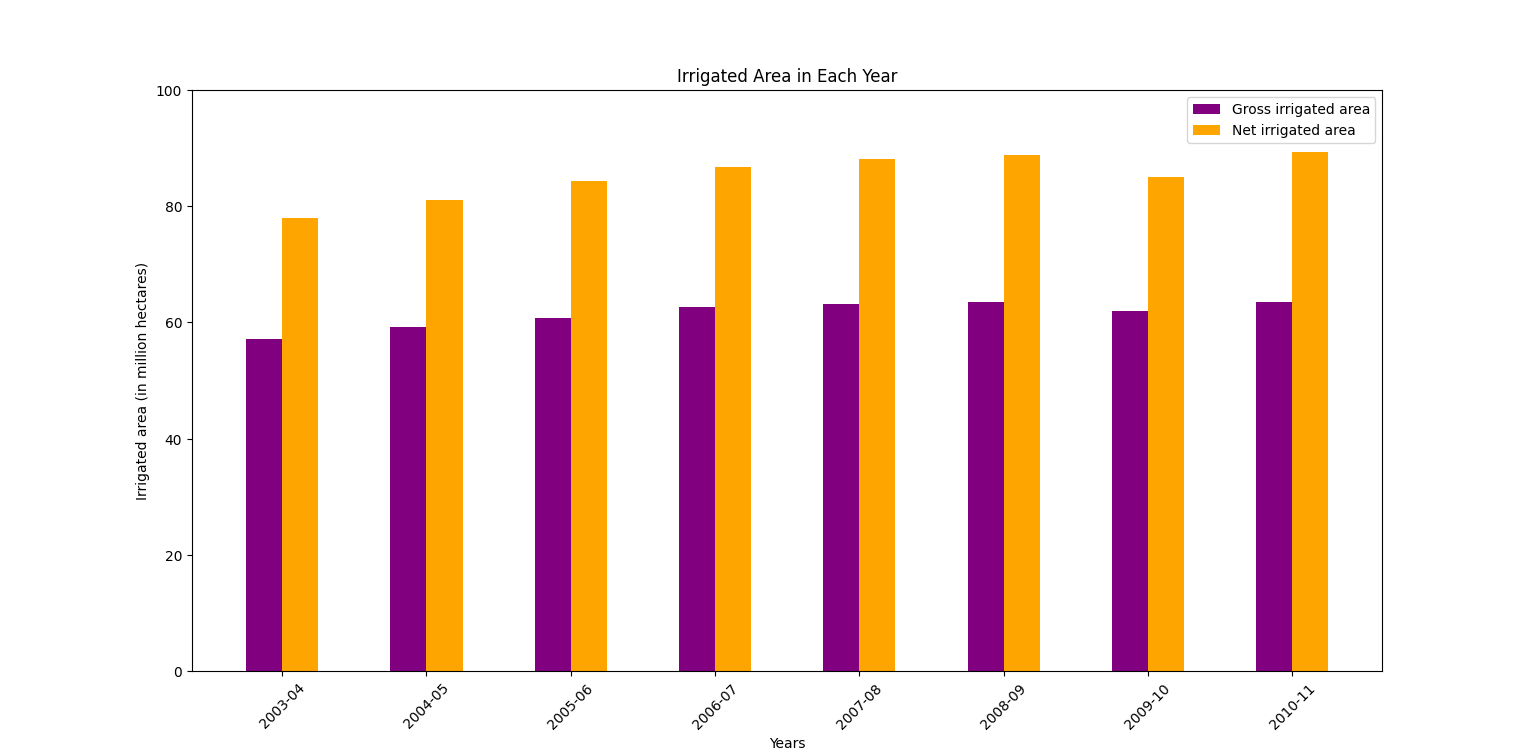 Irrigated Area in Each Year
100
80
60
40
20
0
Irrigated area (in million hectares)
Gross irrigated area
Net irrigated area
2003-04
2004-05
2005-06
2006-07
2007-08
2008-09
2009-10
2010-11
Years